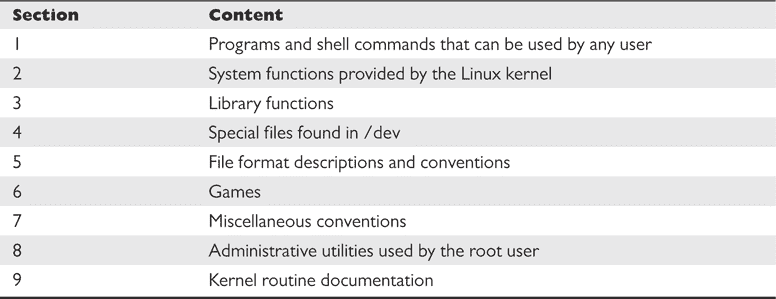 Section Content
1 Programs and shell commands that can be used by any user
2 System functions provided by the Linux kernel
3 Library functions
4 Special files found in /dev
5 File format descriptions and conventions
6 Games
7 Miscellaneous conventions
8 Administrative utilities used by the root user
9 Kernel routine documentation